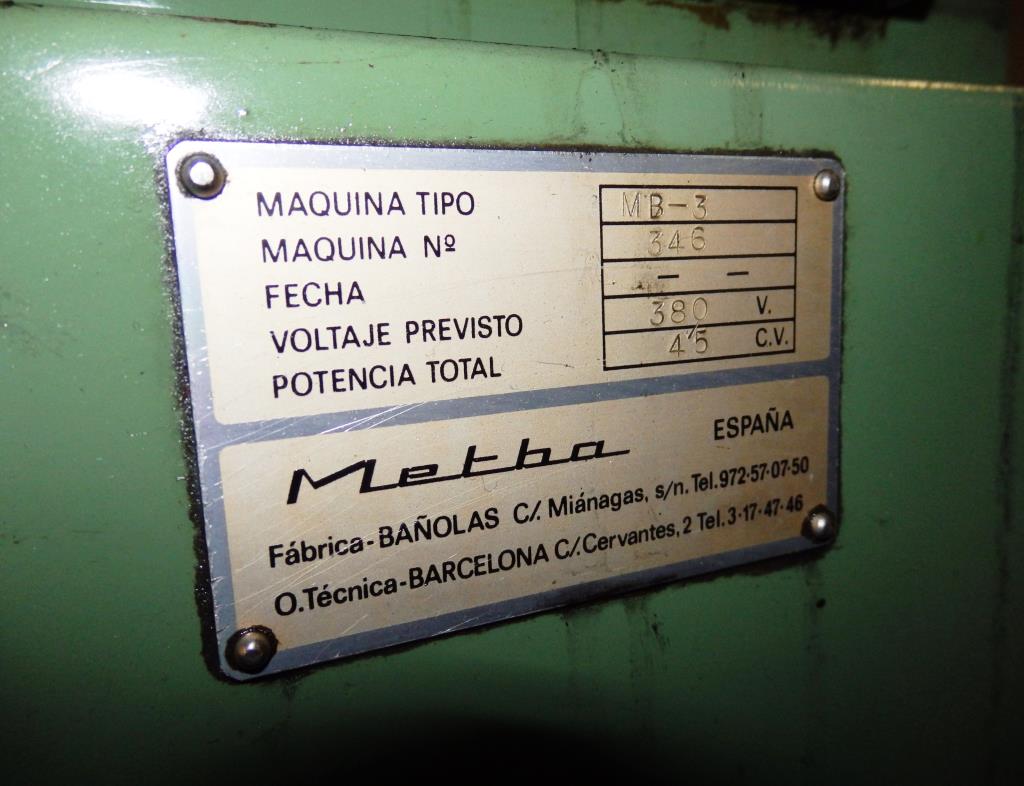 MAQUINA TIPO MB-3
MAQUINA Nº 346
FECHA — —
VOLTAJE PREVISTO 380 V.
POTENCIA TOTAL 4'5 C.V.
Metba ESPAÑA
Fábrica-BAÑOLAS C/. Miánagas, s/n. Tel. 972·57·07·50
O.Técnica-BARCELONA C/. Cervantes, 2 Tel. 3·17·47·46